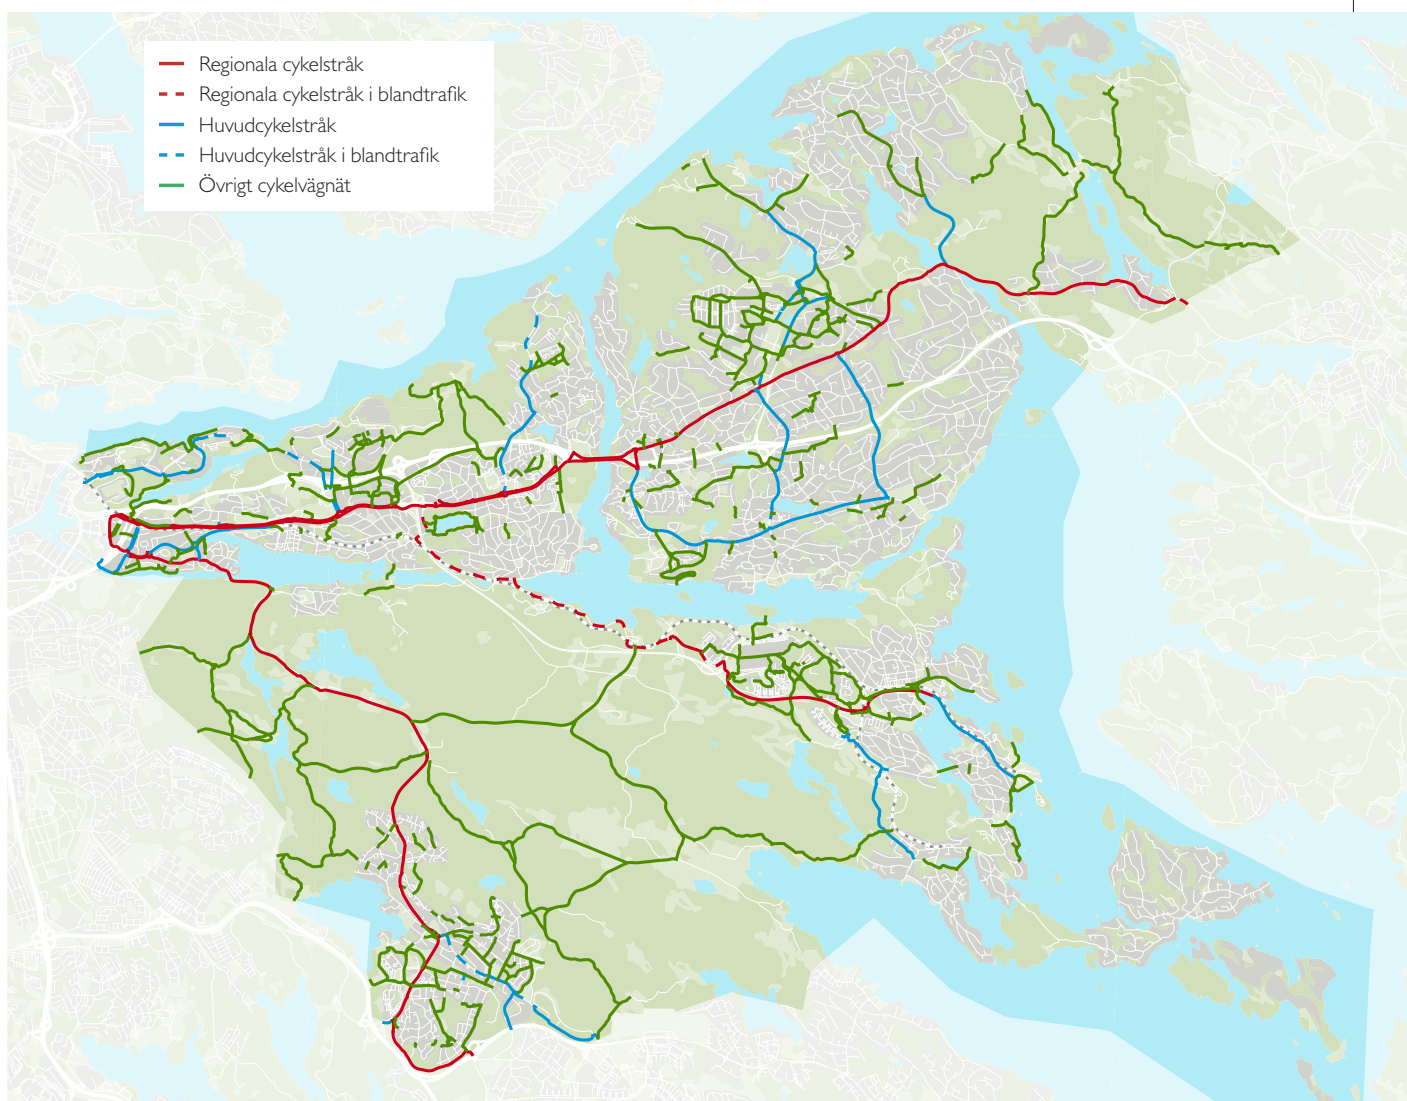 Regionala cykelstråk
Regionala cykelstråk i blandtrafik
Huvudcykelstråk
Huvudcykelstråk i blandtrafik
Övrigt cykelvägnät